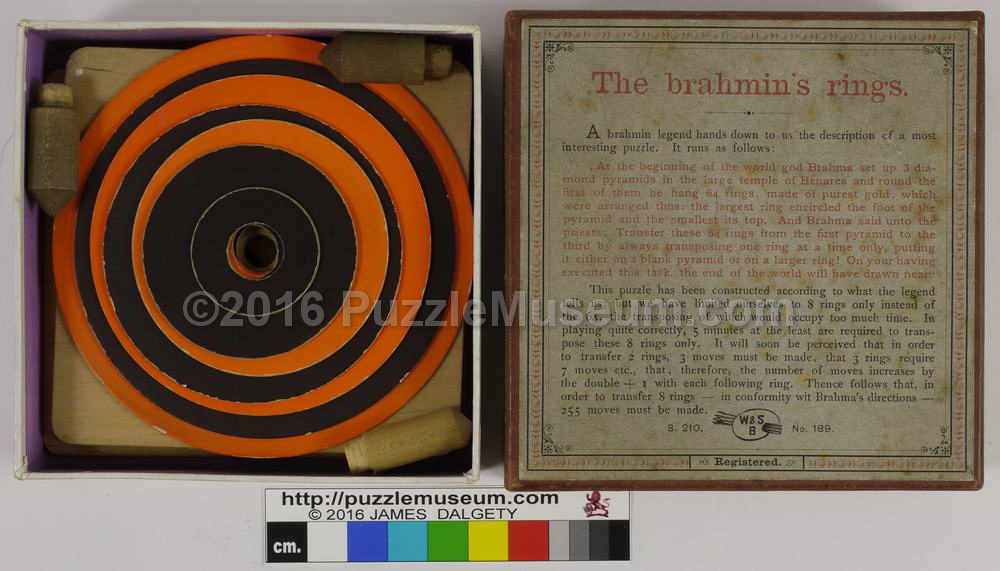 The brahmin's rings.
A brahmin legend hands down to us the description of a most
interesting puzzle. It runs as follows:
At the beginning of the world god Brahma set up 3 dia-
mond pyramids in the large temple of Benares and round the
first of them he hang 64 rings, made of purest gold, which
were arranged thus: the largest ring encircled the foot of the
pyramid and the smallest its top. And Brahma said unto the
priests: Transfer these 64 rings from the first pyramid to the
third by always transposing one ring at a time only, putting
it either on a blank pyramid or on a larger ring! On your having
executed this task, the end of the world will have drawn near!
This puzzle has been constructed according to what the legend
tells us, but we have limited ourselves to 8 rings only instead of
the 64, the transposing of which would occupy too much time. In
playing quite correctly, 5 minutes at the least are required to trans-
pose these 8 rings only. It will soon be perceived that in order
to transfer 2 rings, 3 moves must be made, that 3 rings require
7 moves etc., that, therefore, the number of moves increases by
the double + 1 with each following ring. Thence follows that, in
order to transfer 8 rings — in conformity wit Brahma's directions —
255 moves must be made.
S. 210. W&S B No. 189.
Registered.
©2016 PuzzleMuseum.com
http://puzzlemuseum.com
© 2016 JAMES DALGETY
cm.